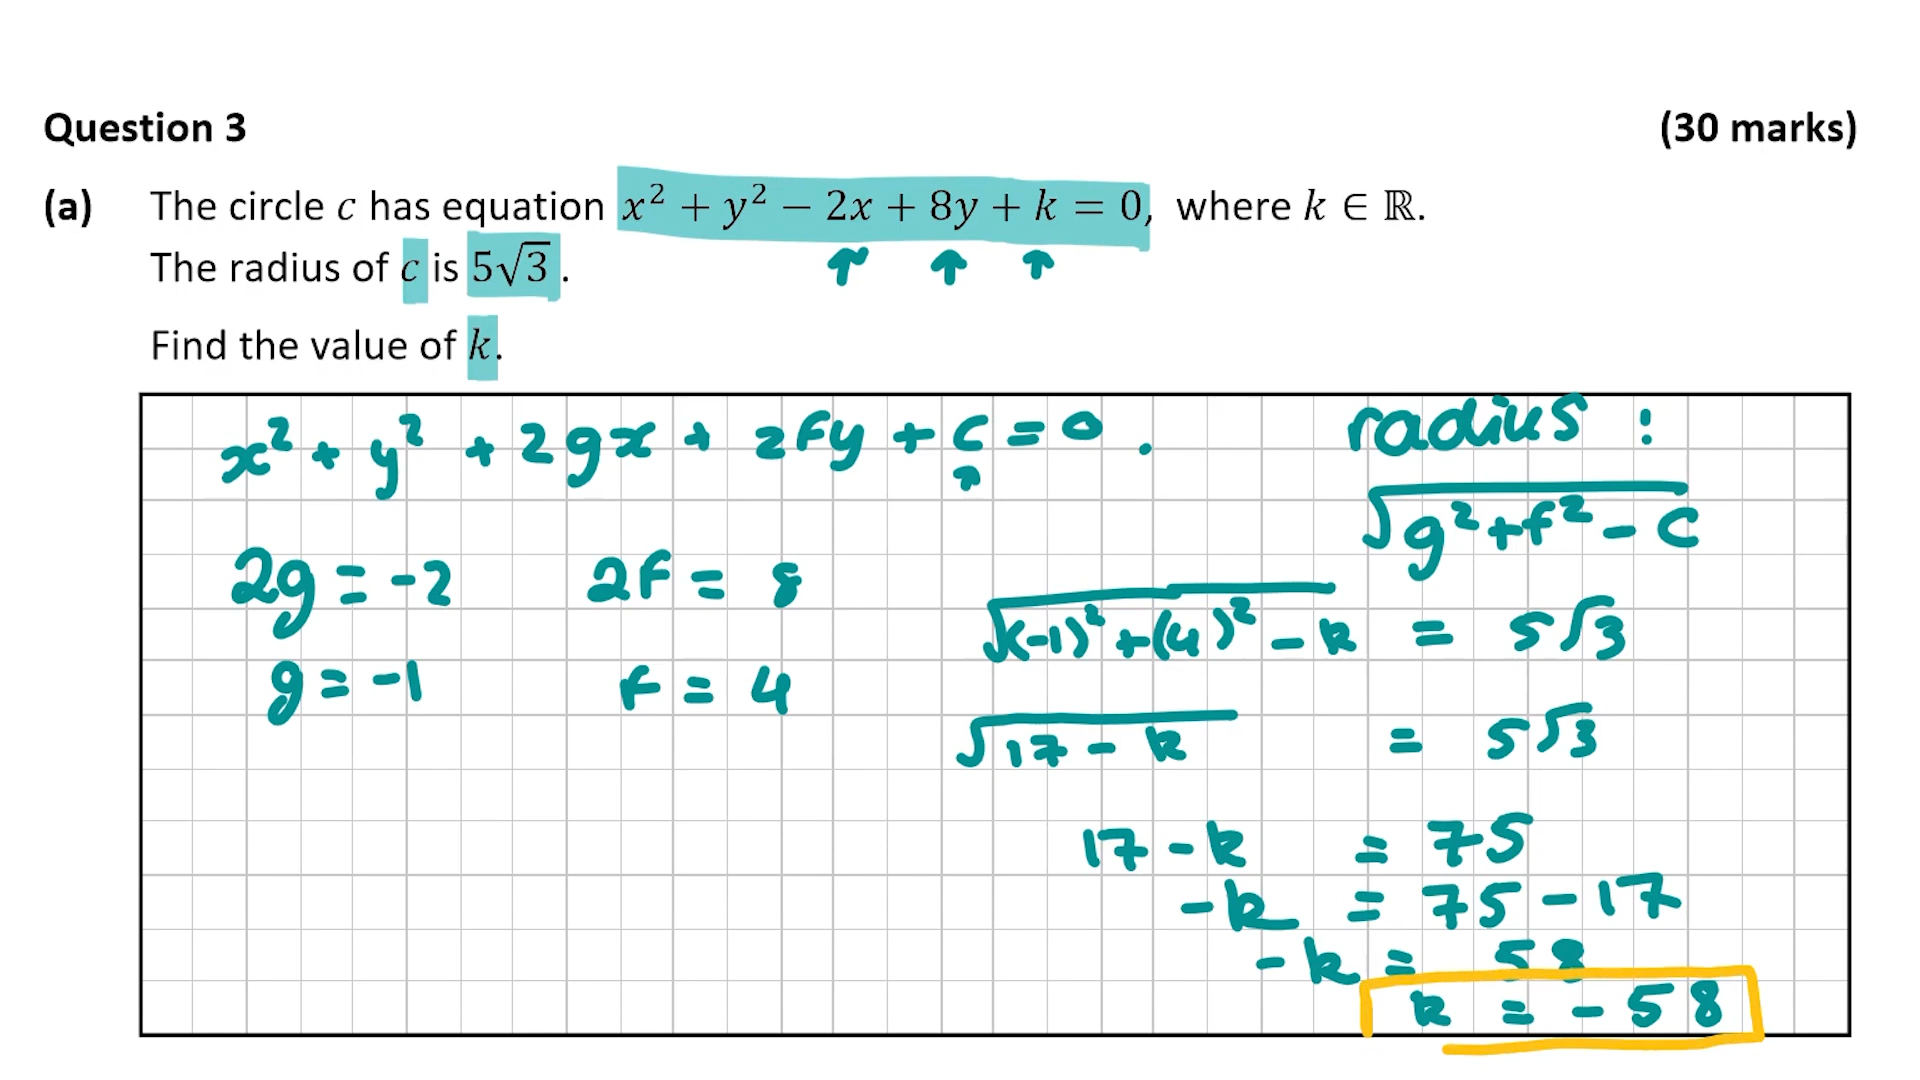 Question 3 (30 marks)
(a) The circle c has equation x² + y² − 2x + 8y + k = 0, where k ∈ ℝ.
The radius of c is 5√3.
Find the value of k.
x² + y² + 2gx + 2fy + c = 0.
radius :
√(g² + f² − c)
2g = −2
2f = 8
g = −1
f = 4
√((−1)² + (4)² − k) = 5√3
√(17 − k) = 5√3
17 − k = 75
−k = 75 − 17
−k = 58
k = −58